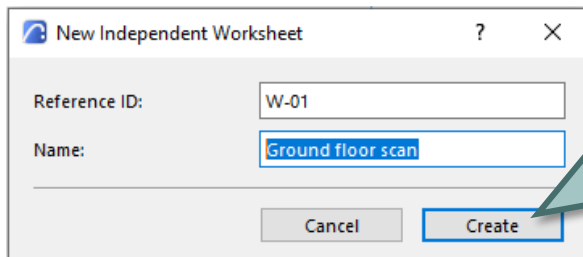 New Independent Worksheet ?
Reference ID: W-01
Name: Ground floor scan
Cancel Create